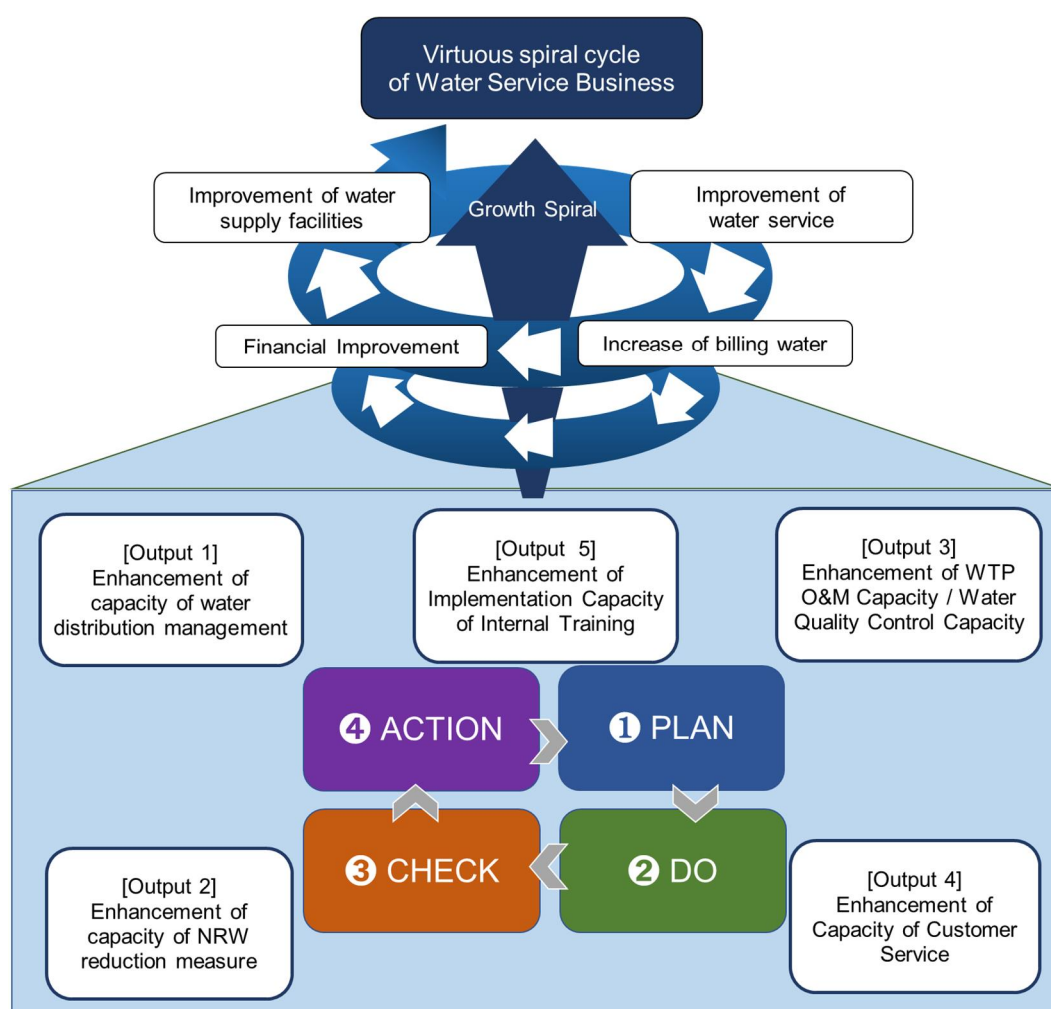 Virtuous spiral cycle
of Water Service Business
Improvement of water
supply facilities
Growth Spiral
Improvement of
water service
Financial Improvement
Increase of billing water
[Output 1]
Enhancement of
capacity of water
distribution management
[Output 5]
Enhancement of
Implementation Capacity
of Internal Training
[Output 3]
Enhancement of WTP
O&M Capacity / Water
Quality Control Capacity
❹ ACTION
❶ PLAN
❸ CHECK
❷ DO
[Output 2]
Enhancement of
capacity of NRW
reduction measure
[Output 4]
Enhancement of
Capacity of Customer
Service